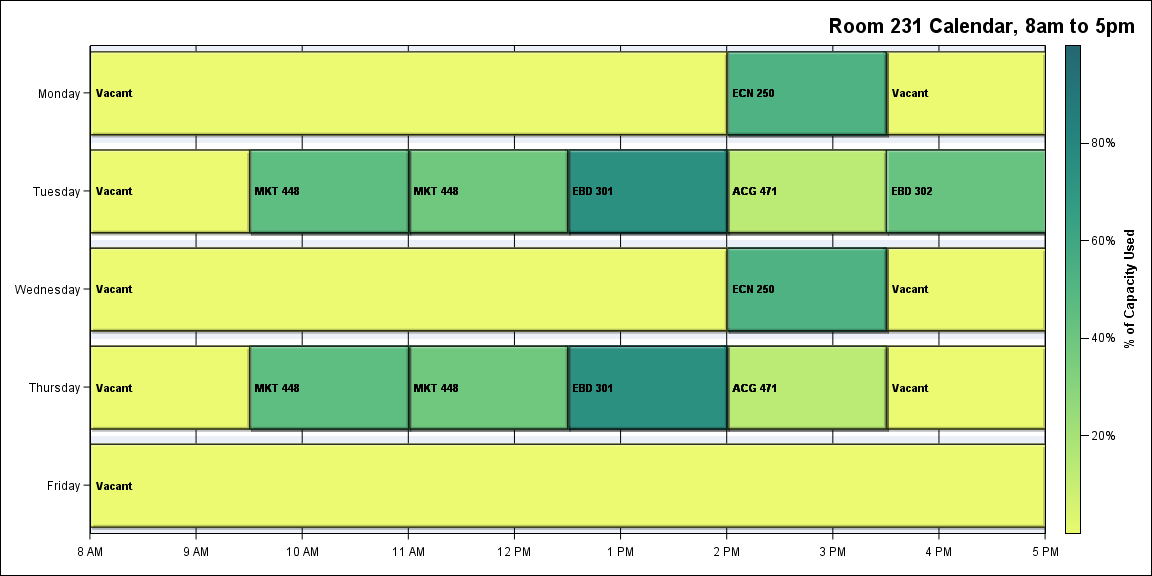 Room 231 Calendar, 8am to 5pm
Monday Vacant ECN 250 Vacant
Tuesday Vacant MKT 448 MKT 448 EBD 301 ACG 471 EBD 302
Wednesday Vacant ECN 250 Vacant
Thursday Vacant MKT 448 MKT 448 EBD 301 ACG 471 Vacant
Friday Vacant
8 AM 9 AM 10 AM 11 AM 12 PM 1 PM 2 PM 3 PM 4 PM 5 PM
80%
60%
40%
20%
% of Capacity Used